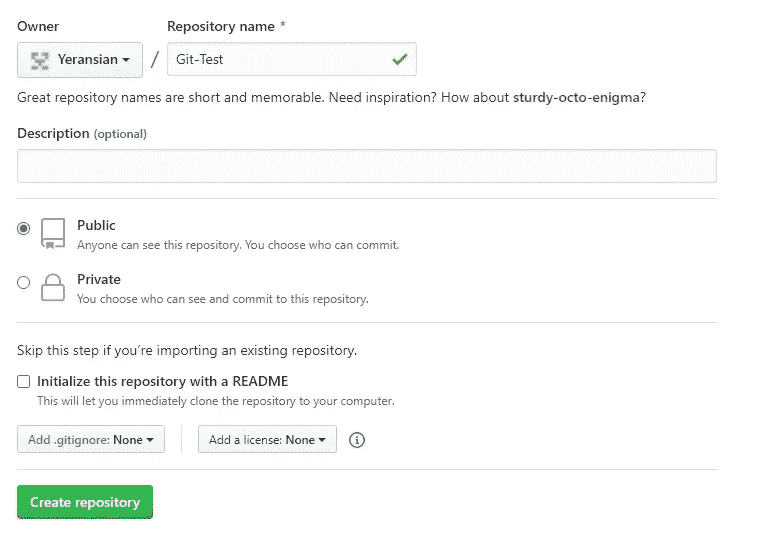 Owner Repository name *
Yeransian / Git-Test
Great repository names are short and memorable. Need inspiration? How about sturdy-octo-enigma?
Description (optional)
Public
Anyone can see this repository. You choose who can commit.
Private
You choose who can see and commit to this repository.
Skip this step if you're importing an existing repository.
Initialize this repository with a README
This will let you immediately clone the repository to your computer.
Add .gitignore: None Add a license: None
Create repository